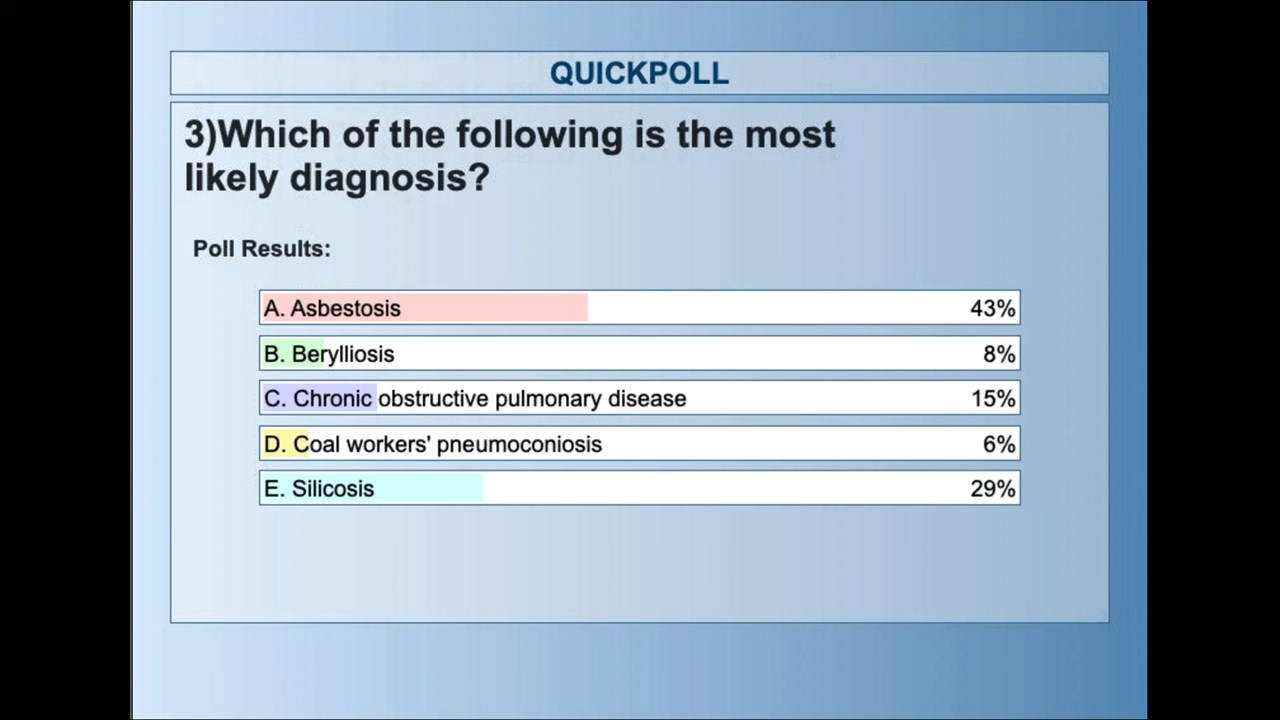 QUICKPOLL
3)Which of the following is the most
likely diagnosis?
Poll Results:
A. Asbestosis 43%
B. Berylliosis 8%
C. Chronic obstructive pulmonary disease 15%
D. Coal workers' pneumoconiosis 6%
E. Silicosis 29%